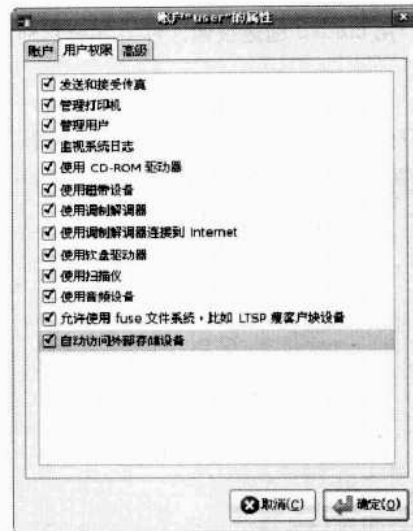 账户“user”的属性
账户 用户权限 高级
发送和接受传真
管理打印机
管理用户
监视系统日志
使用 CD-ROM 驱动器
使用磁带设备
使用调制解调器
使用调制解调器连接到 Internet
使用软盘驱动器
使用扫描仪
使用音频设备
允许使用 fuse 文件系统，比如 LTSP 瘦客户块设备
自动访问外部存储设备
取消(C) 确定(O)